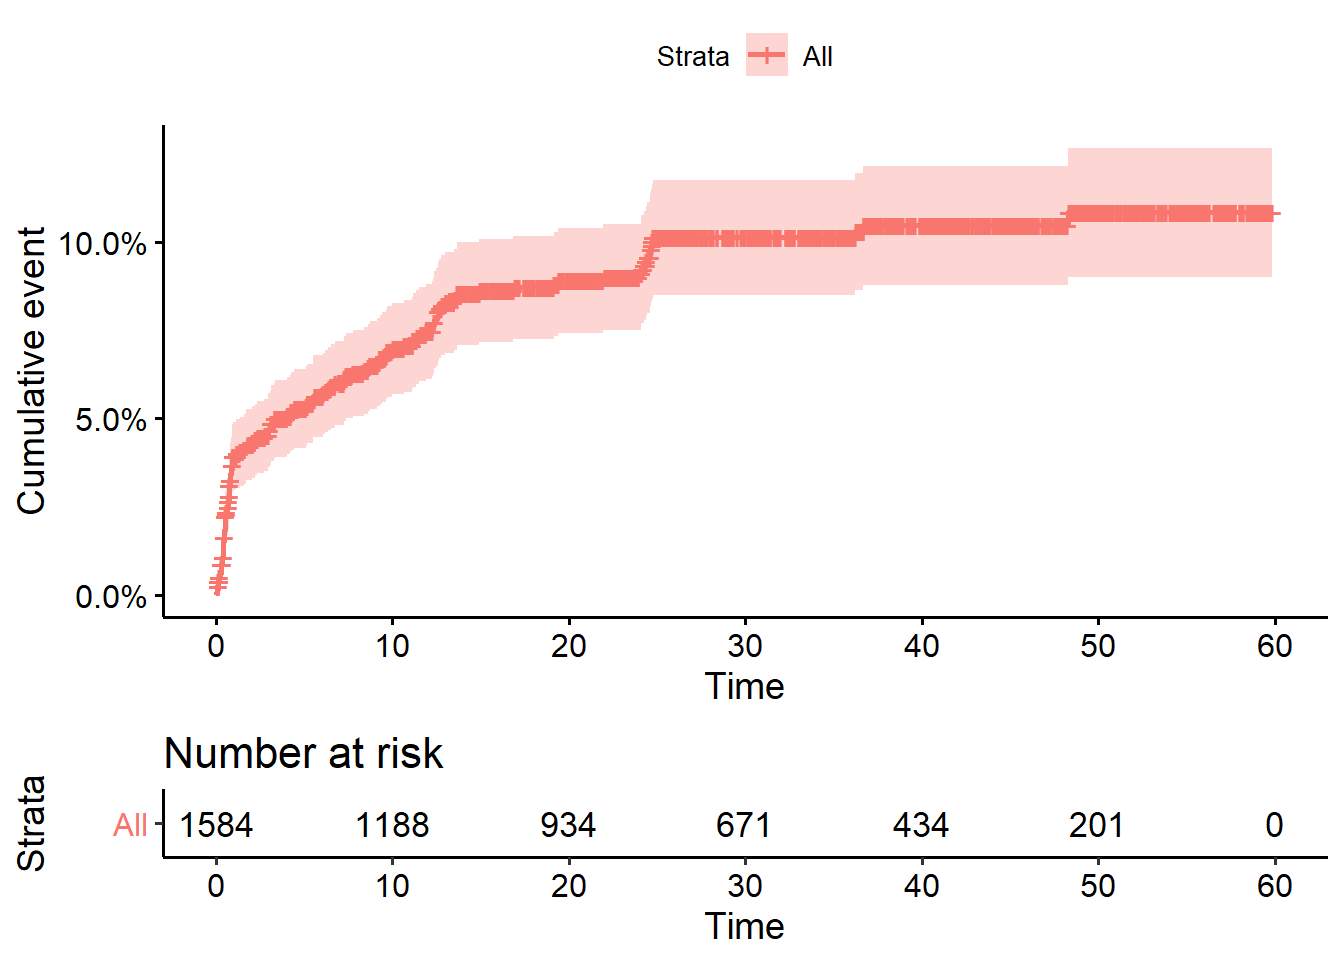 Strata All
Cumulative event
10.0%
5.0%
0.0%
0 10 20 30 40 50 60
Time
Number at risk
Strata
All 1584 1188 934 671 434 201 0
0 10 20 30 40 50 60
Time